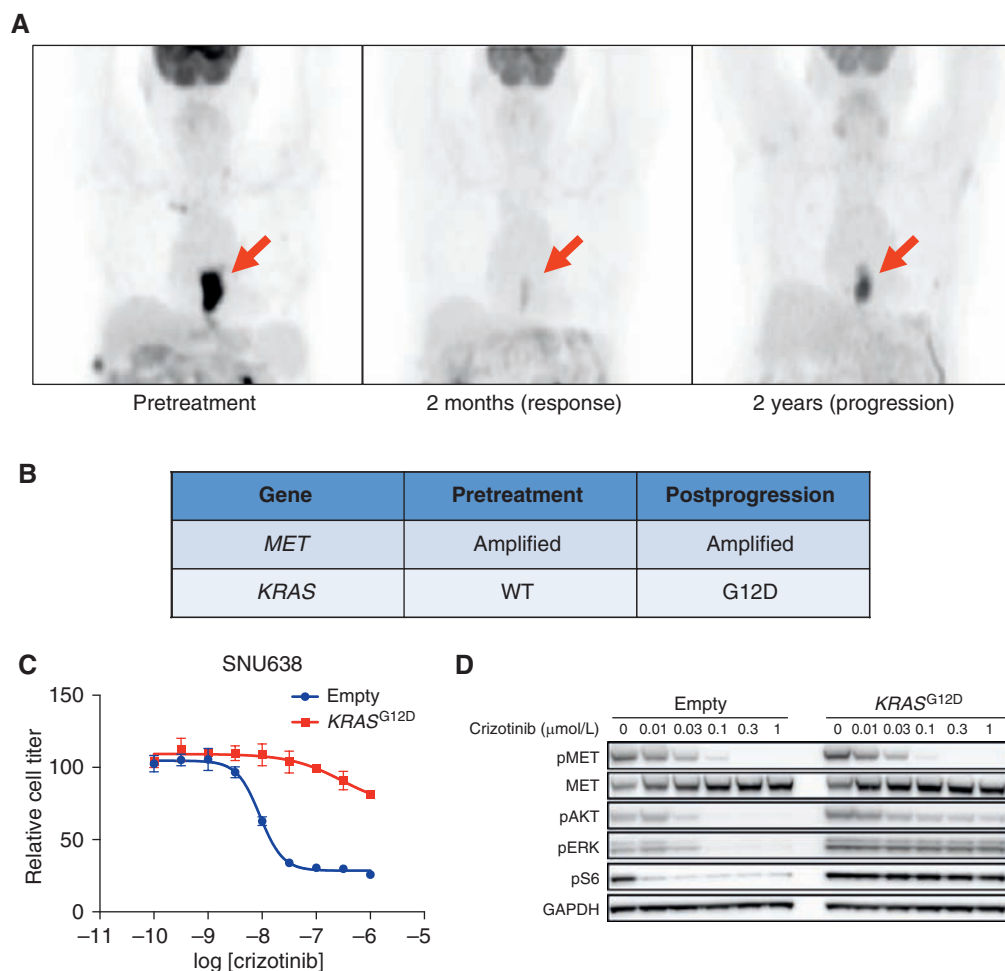 A
Pretreatment
2 months (response)
2 years (progression)
B
Gene Pretreatment Postprogression
MET Amplified Amplified
KRAS WT G12D
C
SNU638
Empty
KRASG12D
Relative cell titer
150
100
50
0
–11 –10 –9 –8 –7 –6 –5
log [crizotinib]
D
Empty KRASG12D
Crizotinib (μmol/L) 0 0.01 0.03 0.1 0.3 1 0 0.01 0.03 0.1 0.3 1
pMET
MET
pAKT
pERK
pS6
GAPDH